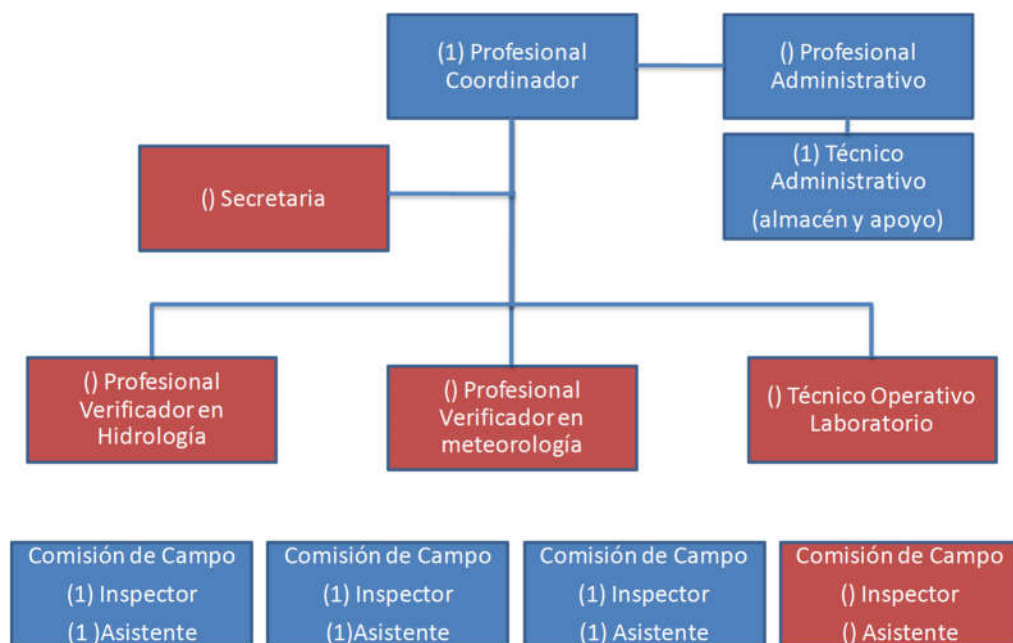 (1) Profesional
Coordinador
() Profesional
Administrativo
(1) Técnico
Administrativo
(almacén y apoyo)
() Secretaria
() Profesional
Verificador en
Hidrología
() Profesional
Verificador en
meteorología
() Técnico Operativo
Laboratorio
Comisión de Campo
(1) Inspector
(1 )Asistente
Comisión de Campo
(1) Inspector
(1)Asistente
Comisión de Campo
(1) Inspector
(1) Asistente
Comisión de Campo
() Inspector
() Asistente